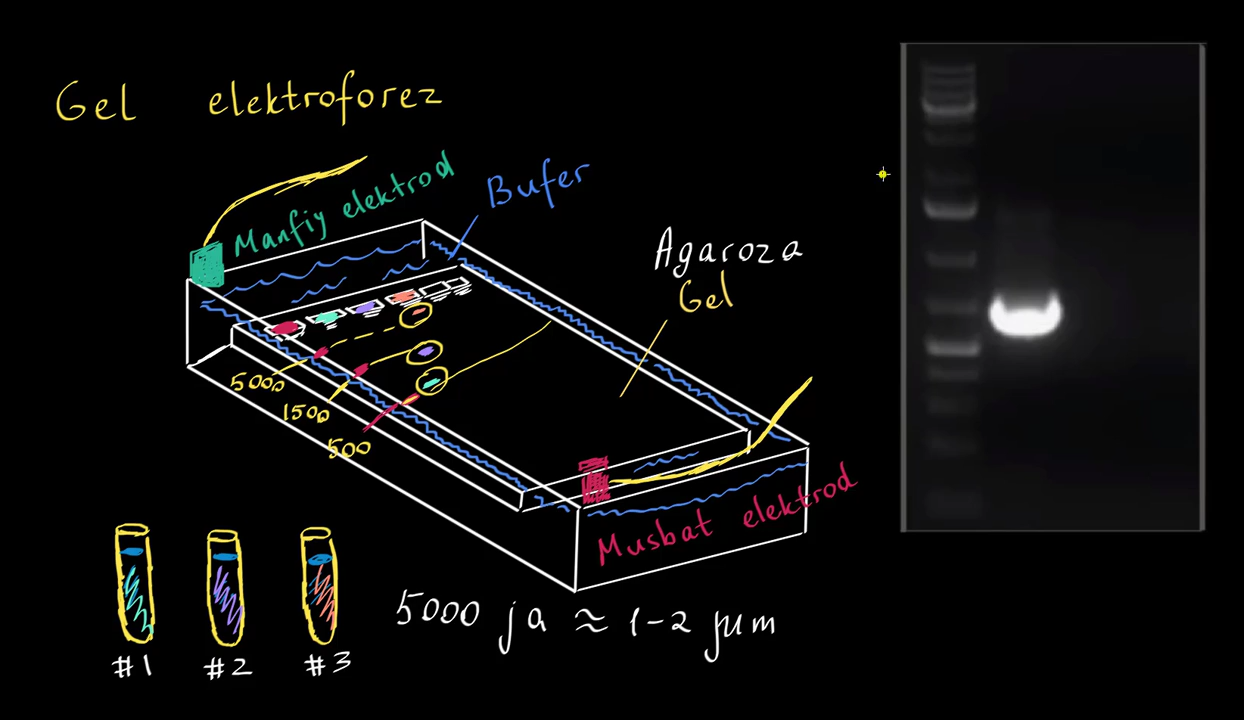 Gel elektroforez
Manfiy elektrod
Bufer
Agaroza
Gel
5000
1500
500
Musbat elektrod
5000 ja ≈ 1-2 μm
#1 #2 #3